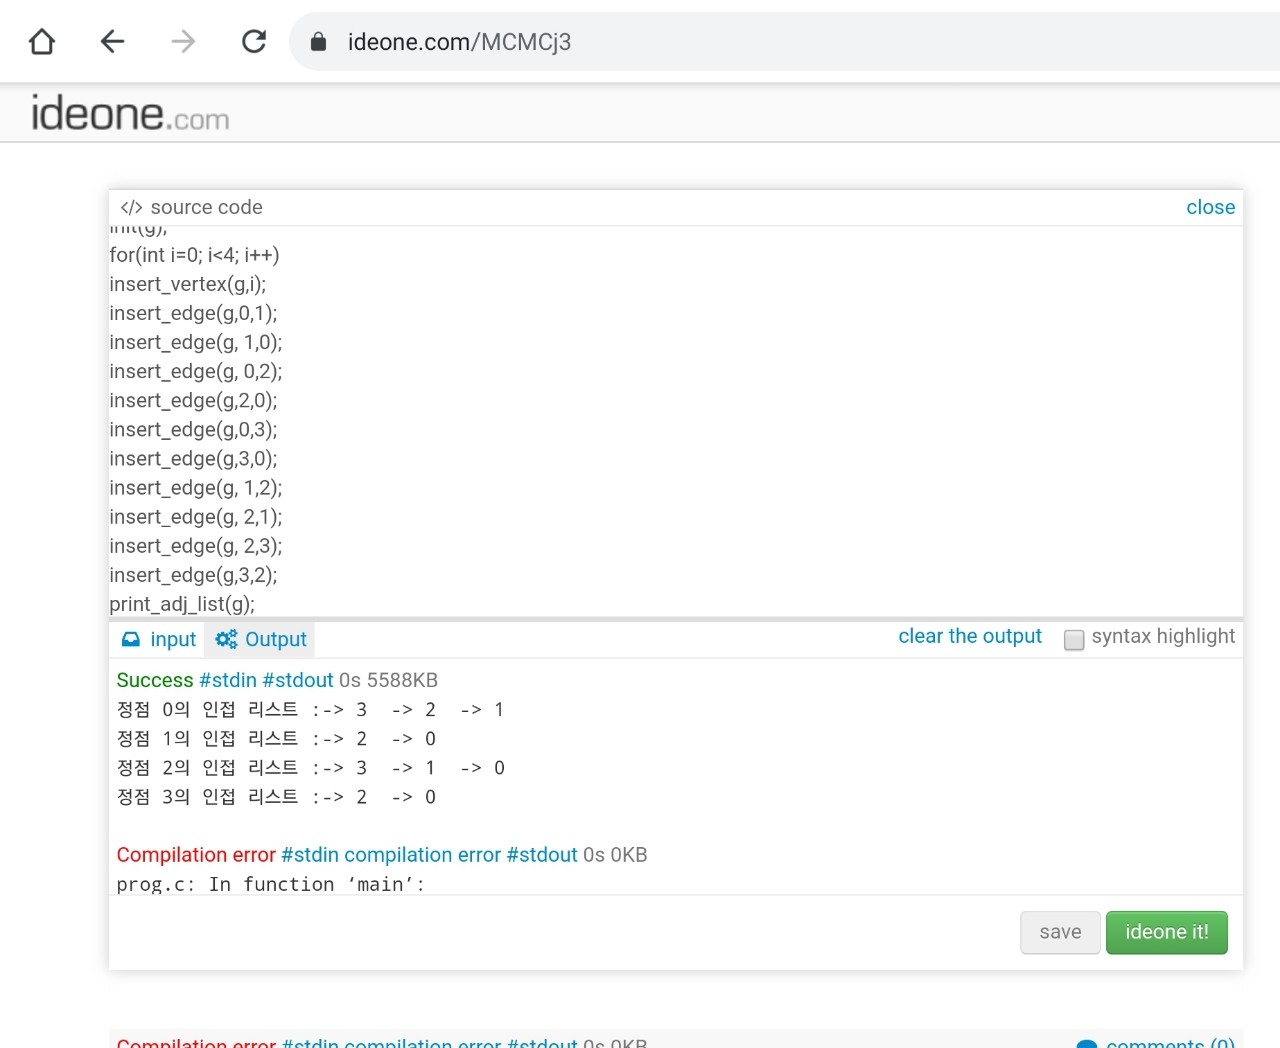 ideone.com/MCMCj3
ideone.com
</> source code
close
init(g);
for(int i=0; i<4; i++)
insert_vertex(g,i);
insert_edge(g,0,1);
insert_edge(g, 1,0);
insert_edge(g, 0,2);
insert_edge(g,2,0);
insert_edge(g,0,3);
insert_edge(g,3,0);
insert_edge(g, 1,2);
insert_edge(g, 2,1);
insert_edge(g, 2,3);
insert_edge(g,3,2);
print_adj_list(g);
input Output clear the output syntax highlight
Success #stdin #stdout 0s 5588KB
정점 0의 인접 리스트 :-> 3 -> 2 -> 1
정점 1의 인접 리스트 :-> 2 -> 0
정점 2의 인접 리스트 :-> 3 -> 1 -> 0
정점 3의 인접 리스트 :-> 2 -> 0
Compilation error #stdin compilation error #stdout 0s 0KB
prog.c: In function ‘main’:
save ideone it!
Compilation error #stdin compilation error #stdout 0s 0KB comments (0)